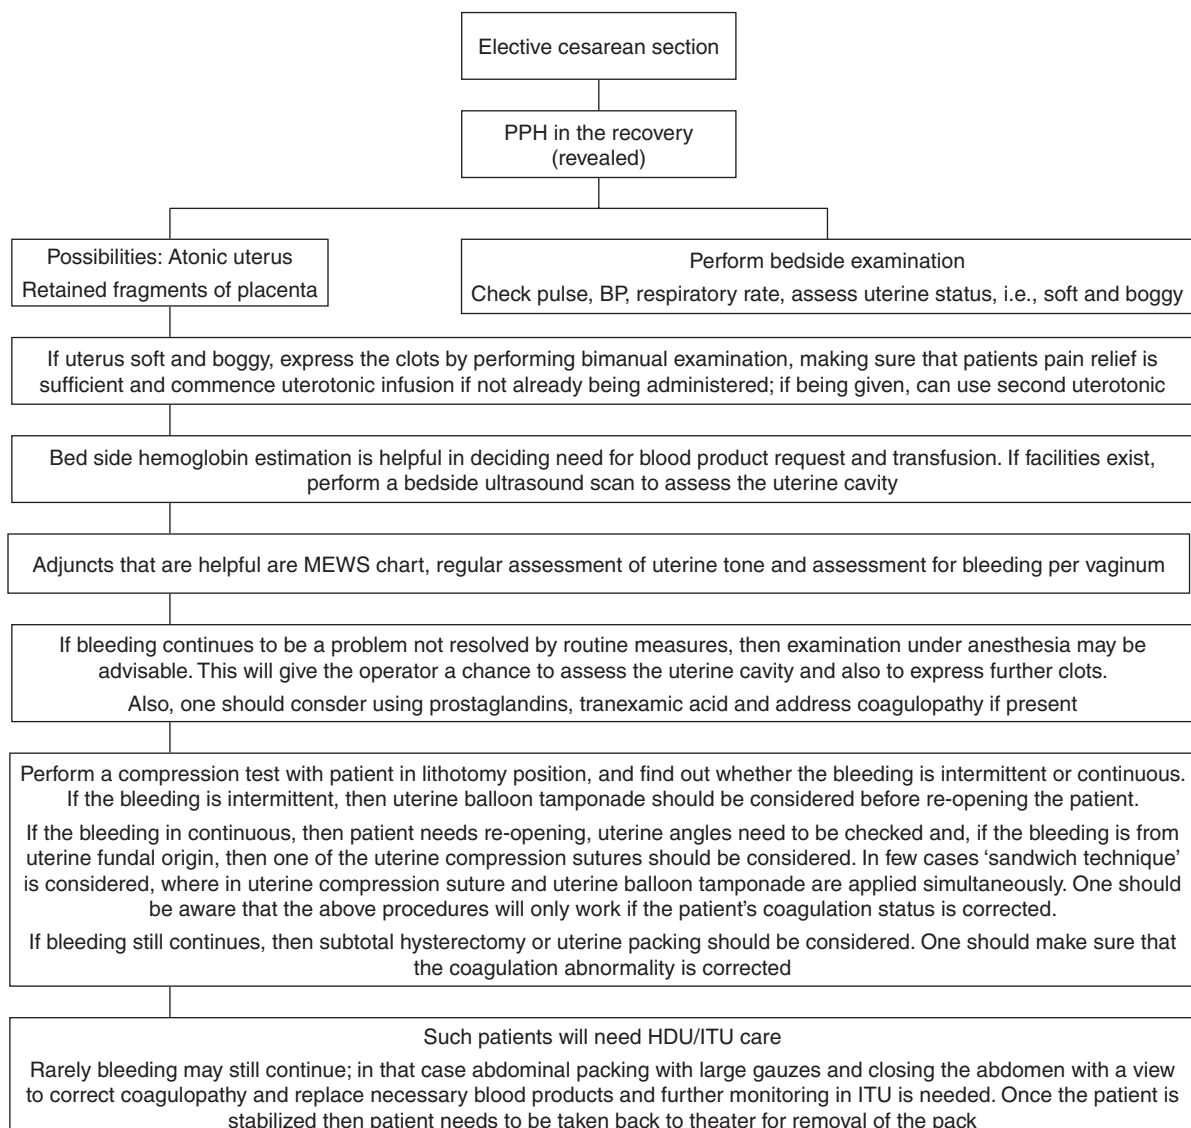 Elective cesarean section
PPH in the recovery
(revealed)
Possibilities: Atonic uterus
Retained fragments of placenta
Perform bedside examination
Check pulse, BP, respiratory rate, assess uterine status, i.e., soft and boggy
If uterus soft and boggy, express the clots by performing bimanual examination, making sure that patients pain relief is
sufficient and commence uterotonic infusion if not already being administered; if being given, can use second uterotonic
Bed side hemoglobin estimation is helpful in deciding need for blood product request and transfusion. If facilities exist,
perform a bedside ultrasound scan to assess the uterine cavity
Adjuncts that are helpful are MEWS chart, regular assessment of uterine tone and assessment for bleeding per vaginum
If bleeding continues to be a problem not resolved by routine measures, then examination under anesthesia may be
advisable. This will give the operator a chance to assess the uterine cavity and also to express further clots.
Also, one should consder using prostaglandins, tranexamic acid and address coagulopathy if present
Perform a compression test with patient in lithotomy position, and find out whether the bleeding is intermittent or continuous.
If the bleeding is intermittent, then uterine balloon tamponade should be considered before re-opening the patient.
If the bleeding in continuous, then patient needs re-opening, uterine angles need to be checked and, if the bleeding is from
uterine fundal origin, then one of the uterine compression sutures should be considered. In few cases ‘sandwich technique’
is considered, where in uterine compression suture and uterine balloon tamponade are applied simultaneously. One should
be aware that the above procedures will only work if the patient’s coagulation status is corrected.
If bleeding still continues, then subtotal hysterectomy or uterine packing should be considered. One should make sure that
the coagulation abnormality is corrected
Such patients will need HDU/ITU care
Rarely bleeding may still continue; in that case abdominal packing with large gauzes and closing the abdomen with a view
to correct coagulopathy and replace necessary blood products and further monitoring in ITU is needed. Once the patient is
stabilized then patient needs to be taken back to theater for removal of the pack